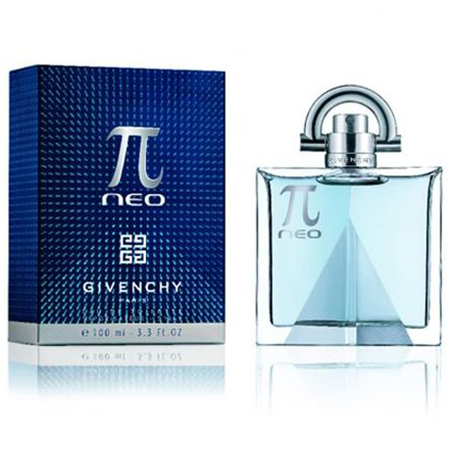 π
neo
GIVENCHY
PARIS
e 100 ml - 3.3 fl.oz
π
neo
GIVENCHY